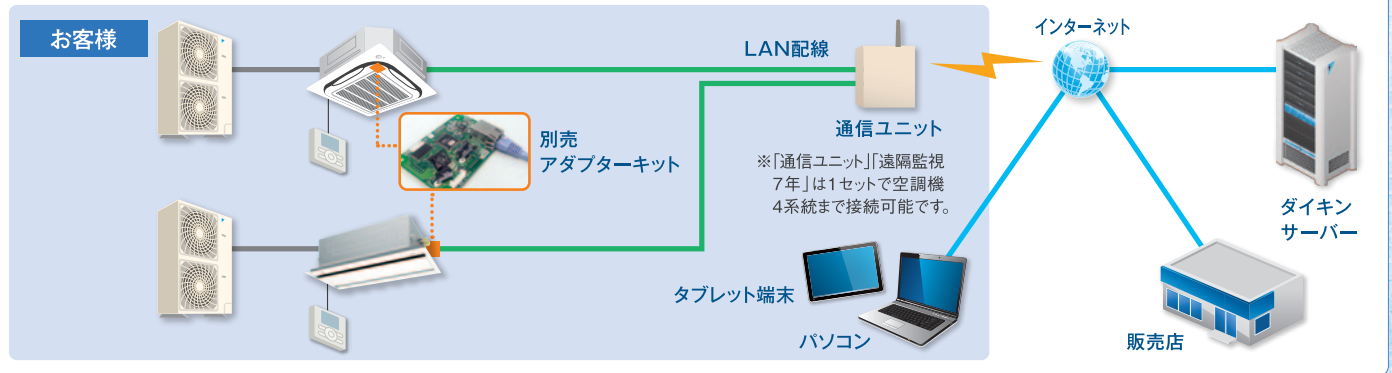 お客様
LAN配線
インターネット
別売
アダプターキット
通信ユニット
※「通信ユニット」「遠隔監視
7年」は1セットで空調機
4系統まで接続可能です。
ダイキン
サーバー
タブレット端末
パソコン
販売店